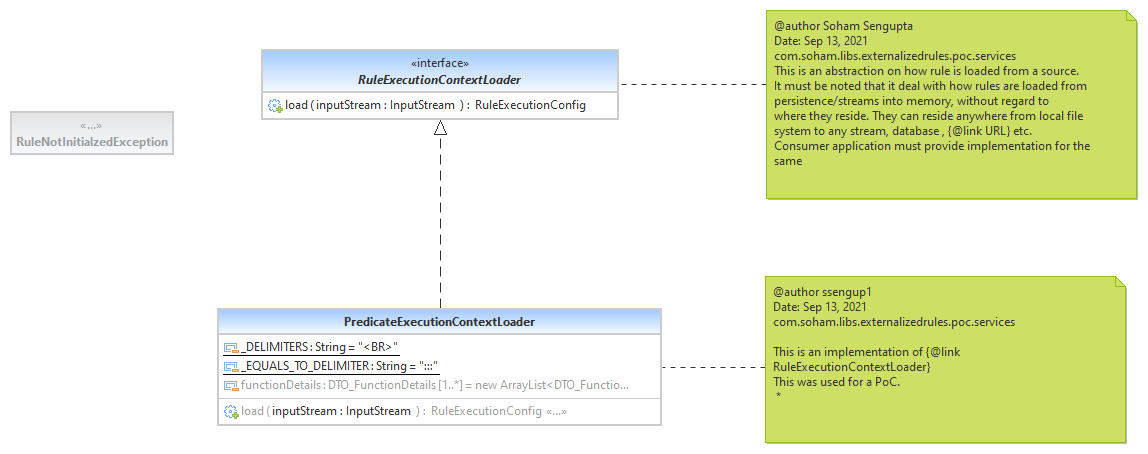 «...»
RuleNotInitialzedException
«interface»
RuleExecutionContextLoader
load ( inputStream : InputStream ) : RuleExecutionConfig
@author Soham Sengupta
Date: Sep 13, 2021
com.soham.libs.externalizedrules.poc.services
This is an abstraction on how rule is loaded from a source.
It must be noted that it deal with how rules are loaded from
persistence/streams into memory, without regard to
where they reside. They can reside anywhere from local file
system to any stream, database , {@link URL} etc.
Consumer application must provide implementation for the
same
PredicateExecutionContextLoader
_DELIMITERS : String = "<BR>"
_EQUALS_TO_DELIMITER : String = ":::"
functionDetails : DTO_FunctionDetails [1..*] = new ArrayList<DTO_Functio...
load ( inputStream : InputStream ) : RuleExecutionConfig «...»
@author ssengup1
Date: Sep 13, 2021
com.soham.libs.externalizedrules.poc.services
This is an implementation of {@link
RuleExecutionContextLoader}
This was used for a PoC.
*